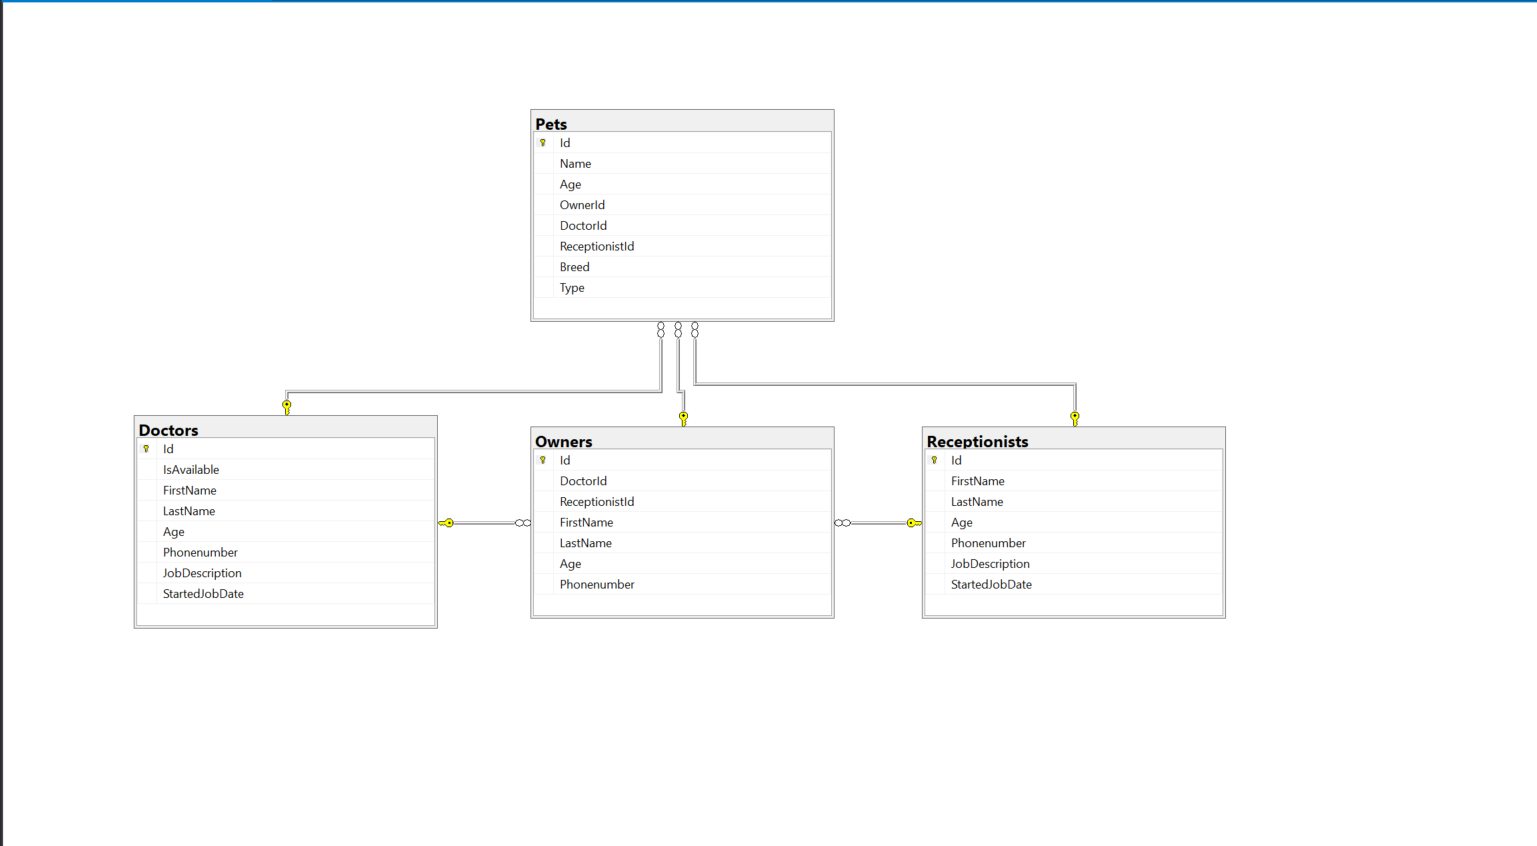 Pets
Id
Name
Age
OwnerId
DoctorId
ReceptionistId
Breed
Type
Doctors
Id
IsAvailable
FirstName
LastName
Age
Phonenumber
JobDescription
StartedJobDate
Owners
Id
DoctorId
ReceptionistId
FirstName
LastName
Age
Phonenumber
Receptionists
Id
FirstName
LastName
Age
Phonenumber
JobDescription
StartedJobDate